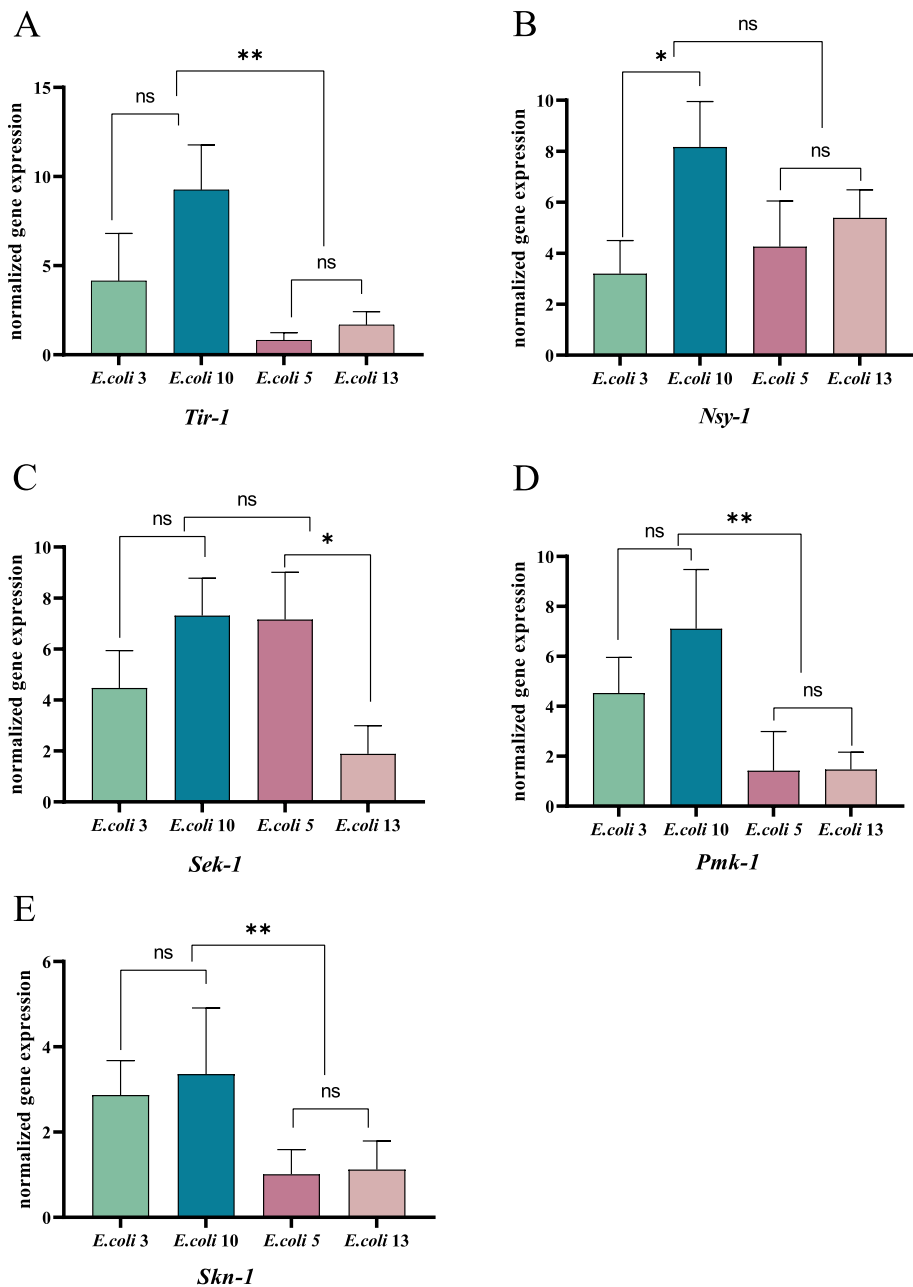 A
**
ns
15
10
5
0
ns
normalized gene expression
E.coli 3 E.coli 10 E.coli 5 E.coli 13
Tir-1
B
ns
*
10
8
6
4
2
0
ns
normalized gene expression
E.coli 3 E.coli 10 E.coli 5 E.coli 13
Nsy-1
C
ns
ns
*
10
8
6
4
2
0
normalized gene expression
E.coli 3 E.coli 10 E.coli 5 E.coli 13
Sek-1
D
**
ns
10
8
6
4
2
0
ns
normalized gene expression
E.coli 3 E.coli 10 E.coli 5 E.coli 13
Pmk-1
E
**
ns
6
4
2
0
ns
normalized gene expression
E.coli 3 E.coli 10 E.coli 5 E.coli 13
Skn-1